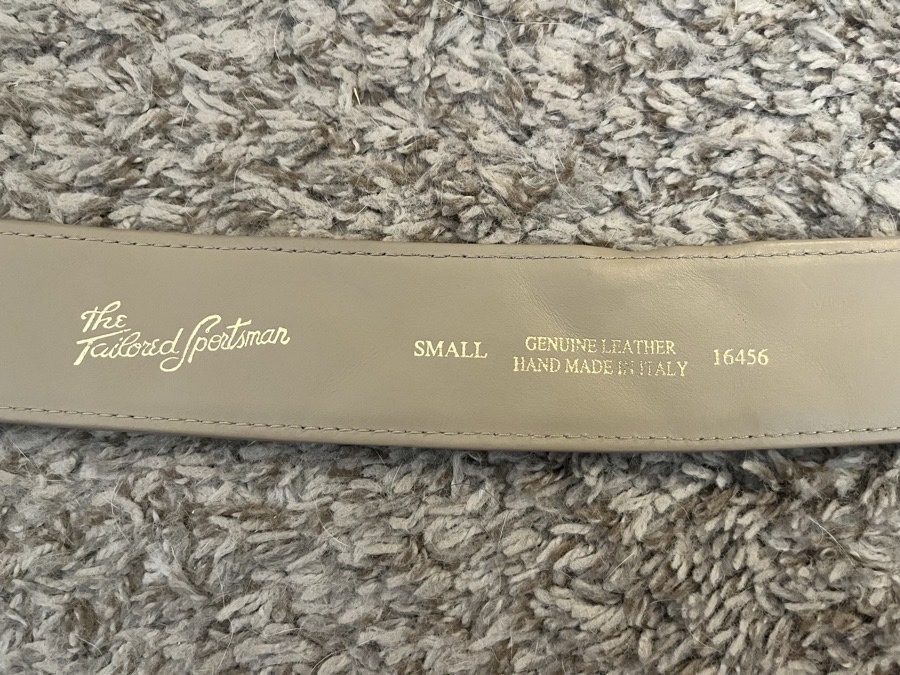 The
Tailored Sportsman
SMALL
GENUINE LEATHER
HAND MADE IN ITALY
16456